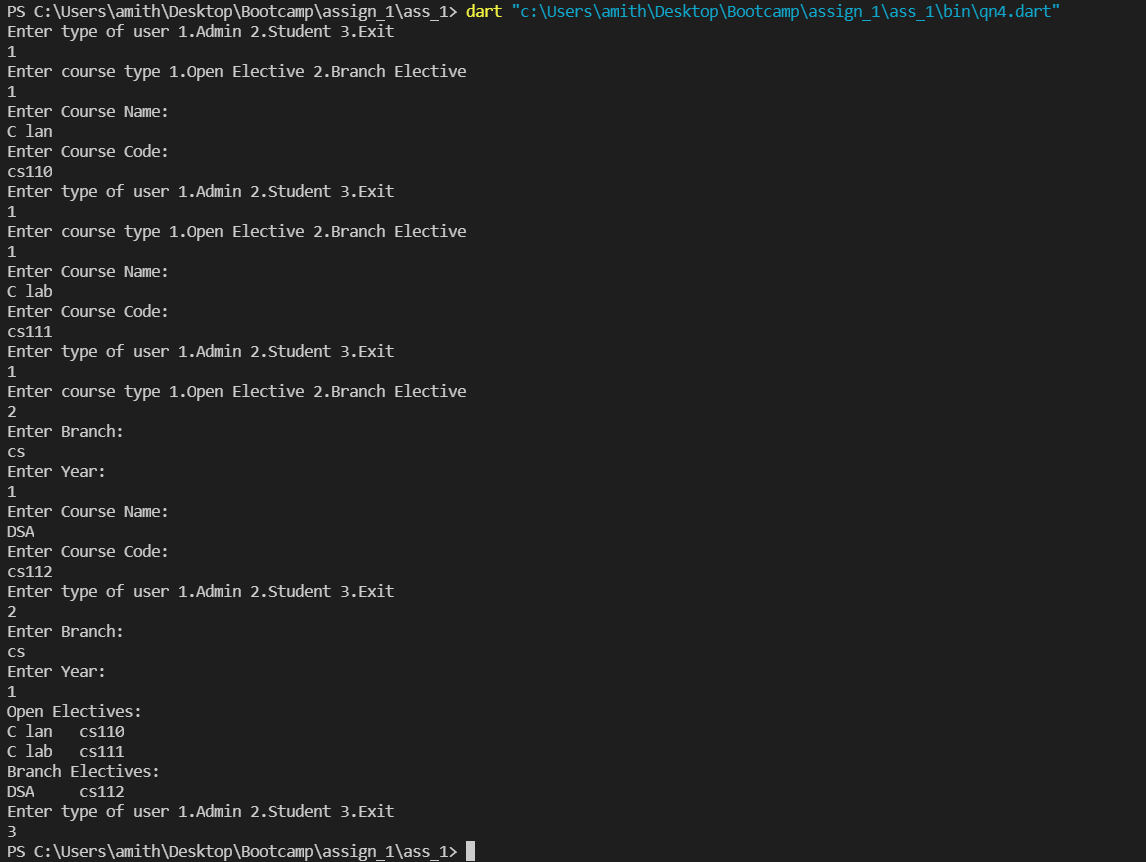 PS C:\Users\amith\Desktop\Bootcamp\assign_1\ass_1> dart "c:\Users\amith\Desktop\Bootcamp\assign_1\ass_1\bin\qn4.dart"
Enter type of user 1.Admin 2.Student 3.Exit
1
Enter course type 1.Open Elective 2.Branch Elective
1
Enter Course Name:
C lan
Enter Course Code:
cs110
Enter type of user 1.Admin 2.Student 3.Exit
1
Enter course type 1.Open Elective 2.Branch Elective
1
Enter Course Name:
C lab
Enter Course Code:
cs111
Enter type of user 1.Admin 2.Student 3.Exit
1
Enter course type 1.Open Elective 2.Branch Elective
2
Enter Branch:
cs
Enter Year:
1
Enter Course Name:
DSA
Enter Course Code:
cs112
Enter type of user 1.Admin 2.Student 3.Exit
2
Enter Branch:
cs
Enter Year:
1
Open Electives:
C lan   cs110
C lab   cs111
Branch Electives:
DSA     cs112
Enter type of user 1.Admin 2.Student 3.Exit
3
PS C:\Users\amith\Desktop\Bootcamp\assign_1\ass_1>